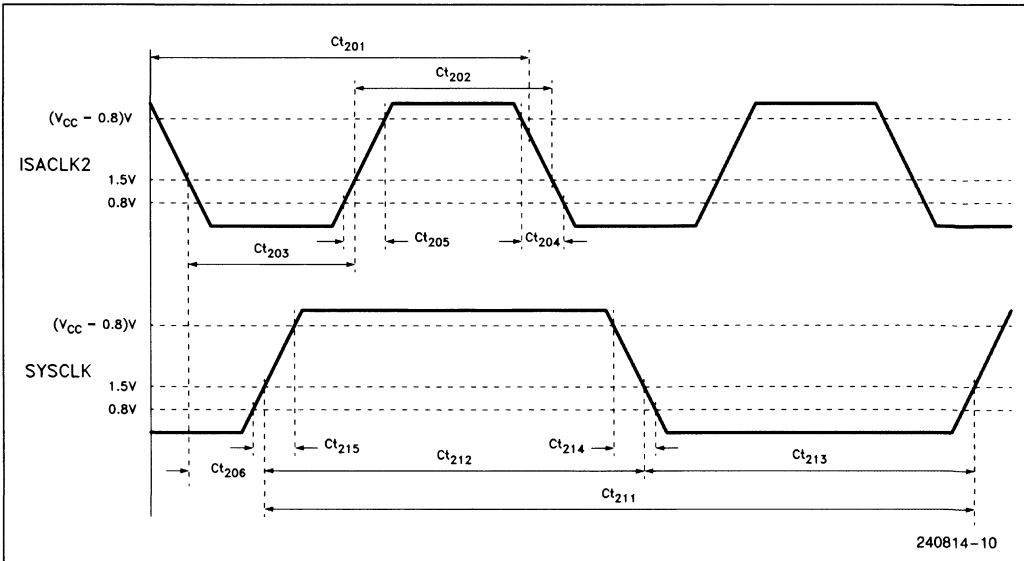 Ct201
Ct202
(VCC - 0.8)V
ISACLK2
1.5V
0.8V
Ct205
Ct204
Ct203
(VCC - 0.8)V
SYSCLK
1.5V
0.8V
Ct215
Ct214
Ct206
Ct212
Ct213
Ct211
240814-10